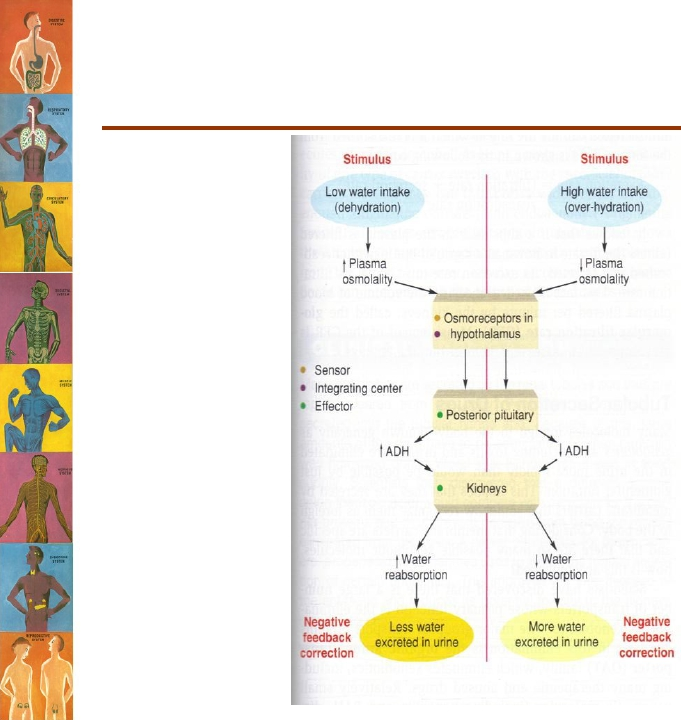 Stimulus
Stimulus
Low water intake
(dehydration)
High water intake
(over-hydration)
↑ Plasma
osmolality
↓ Plasma
osmolality
Osmoreceptors in
hypothalamus
Sensor
Integrating center
Effector
Posterior pituitary
↑ ADH
↓ ADH
Kidneys
↑ Water
reabsorption
↓ Water
reabsorption
Negative
feedback
correction
Less water
excreted in urine
More water
excreted in urine
Negative
feedback
correction